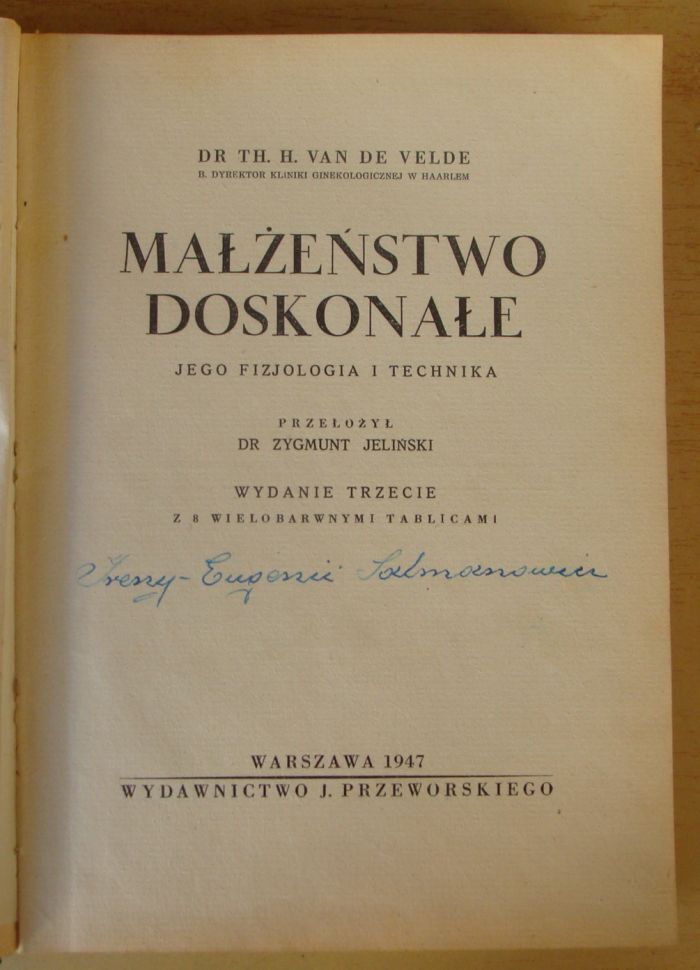 DR TH. H. VAN DE VELDE
B. DYREKTOR KLINIKI GINEKOLOGICZNEJ W HAARLEM
MAŁŻEŃSTWO
DOSKONAŁE
JEGO FIZJOLOGIA I TECHNIKA
PRZEŁOŻYŁ
DR ZYGMUNT JELIŃSKI
WYDANIE TRZECIE
Z 8 WIELOBARWNYMI TABLICAMI
Ireny-Eugenii Salmanowicz
WARSZAWA 1947
WYDAWNICTWO J. PRZEWORSKIEGO